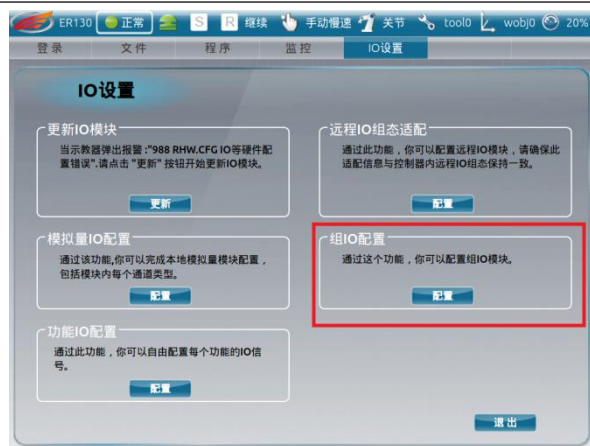 ER130 正常 S R 继续 手动慢速 关节 tool0 wobj0 20%
登录 文件 程序 监控 IO设置
IO设置
更新IO模块
当示教器弹出报警:"988 RHW.CFG IO等硬件配
置错误".请点击 "更新" 按钮开始更新IO模块。
更新
远程IO组态适配
通过此功能，你可以配置远程IO模块，请确保此
适配信息与控制器内远程IO组态保持一致。
配置
模拟量IO配置
通过该功能,你可以完成本地模拟量模块配置，
包括模块内每个通道类型。
配置
组IO配置
通过这个功能，你可以配置组IO模块。
配置
功能IO配置
通过此功能，你可以自由配置每个功能的IO信
号。
配置
退出